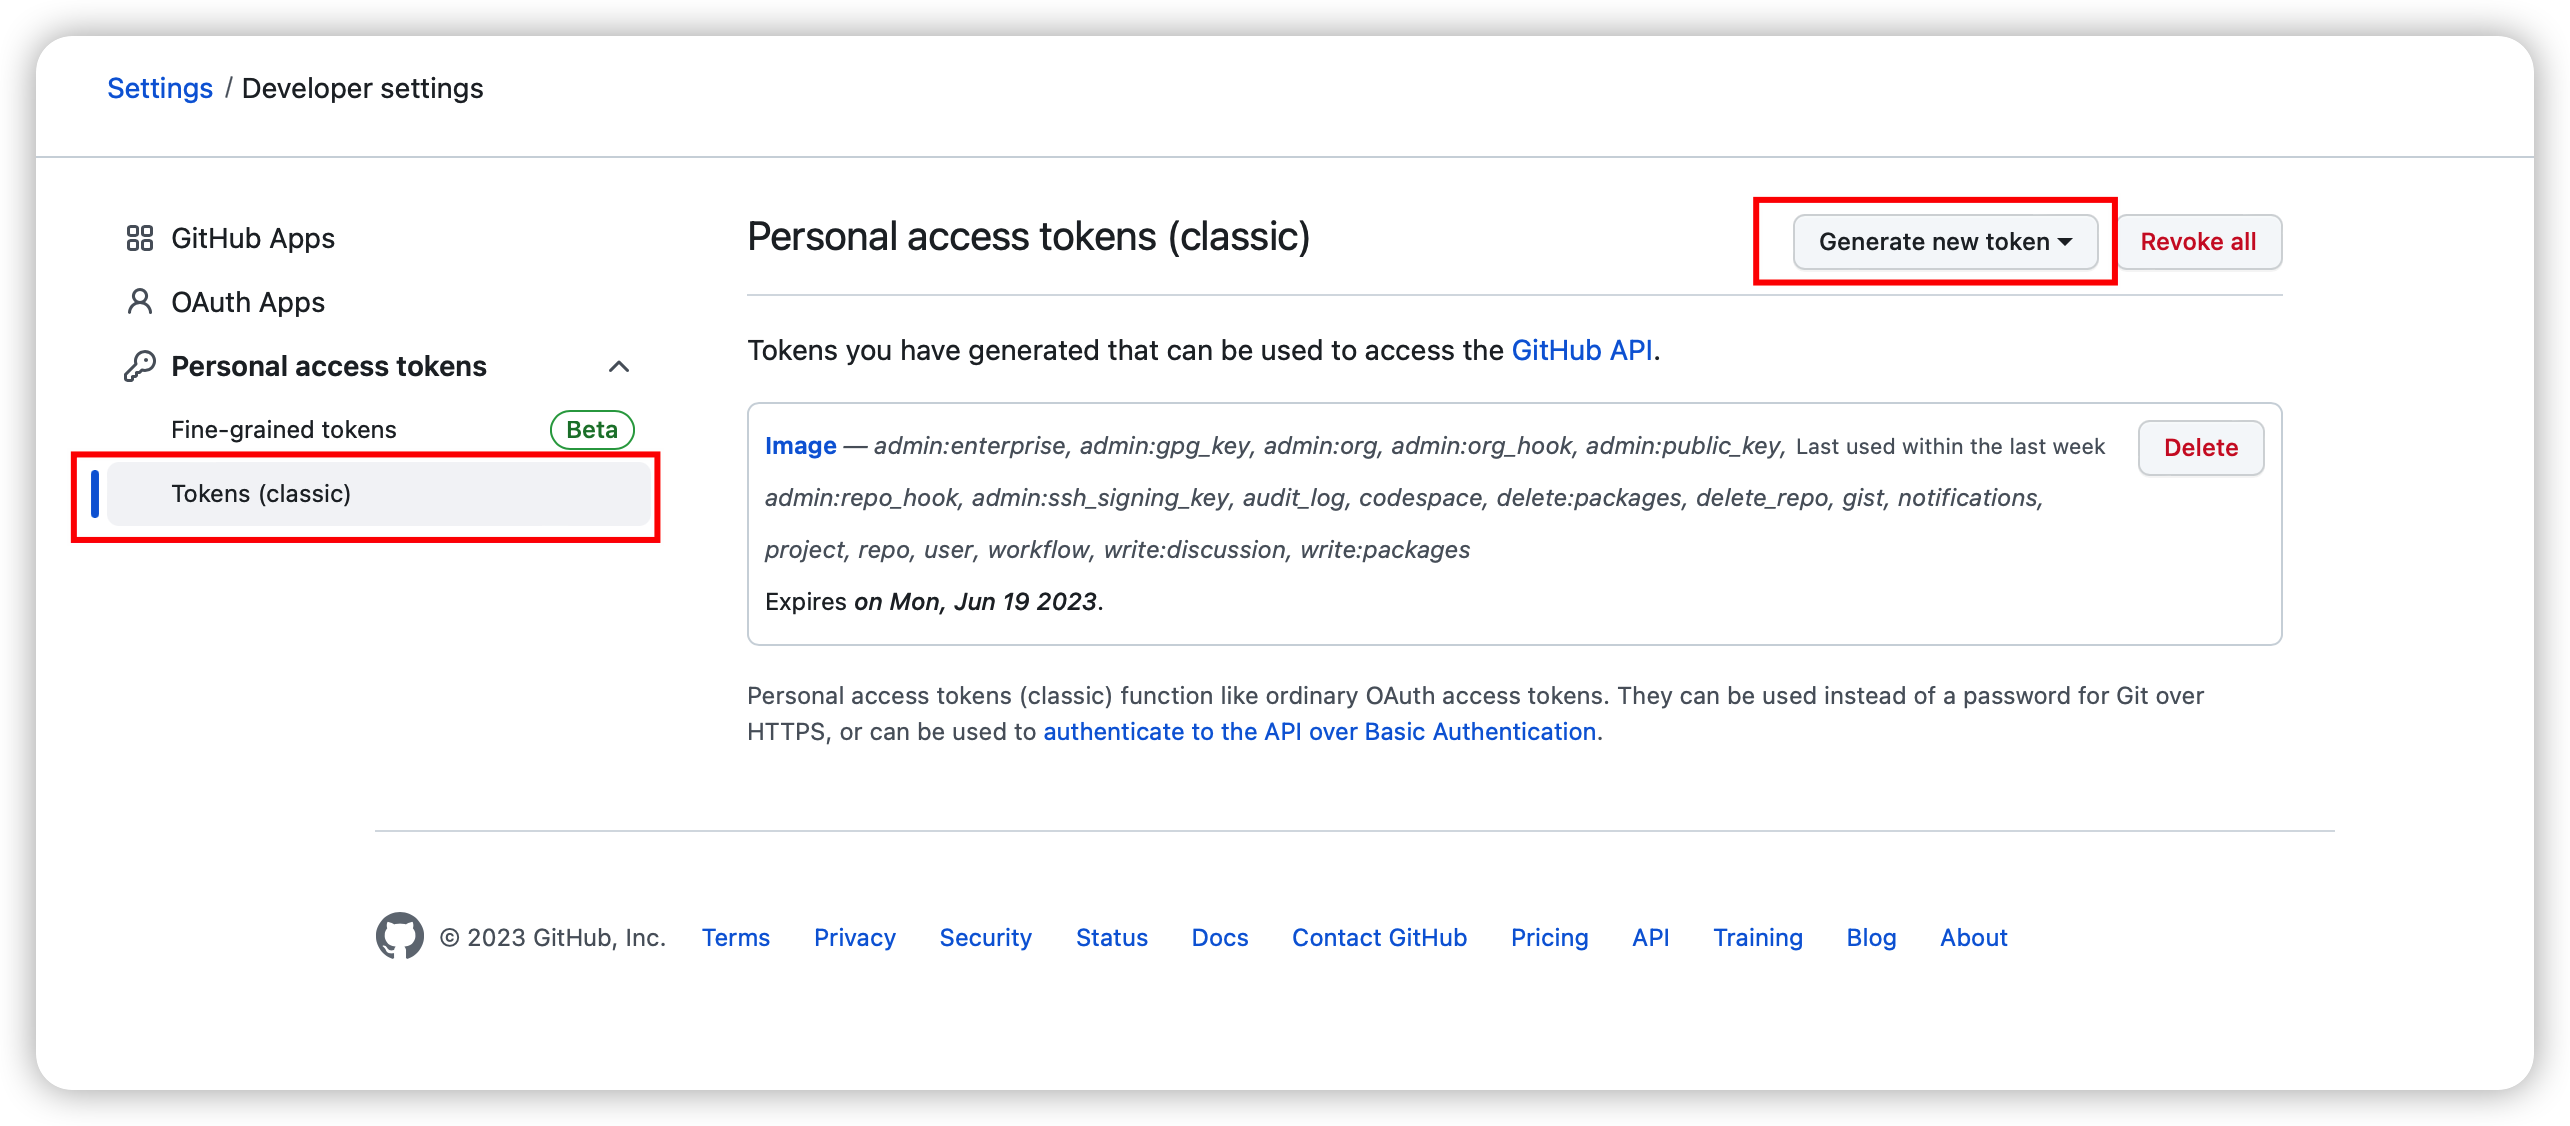 Settings / Developer settings
GitHub Apps
OAuth Apps
Personal access tokens
Fine-grained tokens Beta
Tokens (classic)
Personal access tokens (classic)
Generate new token
Revoke all
Tokens you have generated that can be used to access the GitHub API.
Image — admin:enterprise, admin:gpg_key, admin:org, admin:org_hook, admin:public_key, Last used within the last week Delete
admin:repo_hook, admin:ssh_signing_key, audit_log, codespace, delete:packages, delete_repo, gist, notifications,
project, repo, user, workflow, write:discussion, write:packages
Expires on Mon, Jun 19 2023.
Personal access tokens (classic) function like ordinary OAuth access tokens. They can be used instead of a password for Git over
HTTPS, or can be used to authenticate to the API over Basic Authentication.
© 2023 GitHub, Inc. Terms Privacy Security Status Docs Contact GitHub Pricing API Training Blog About